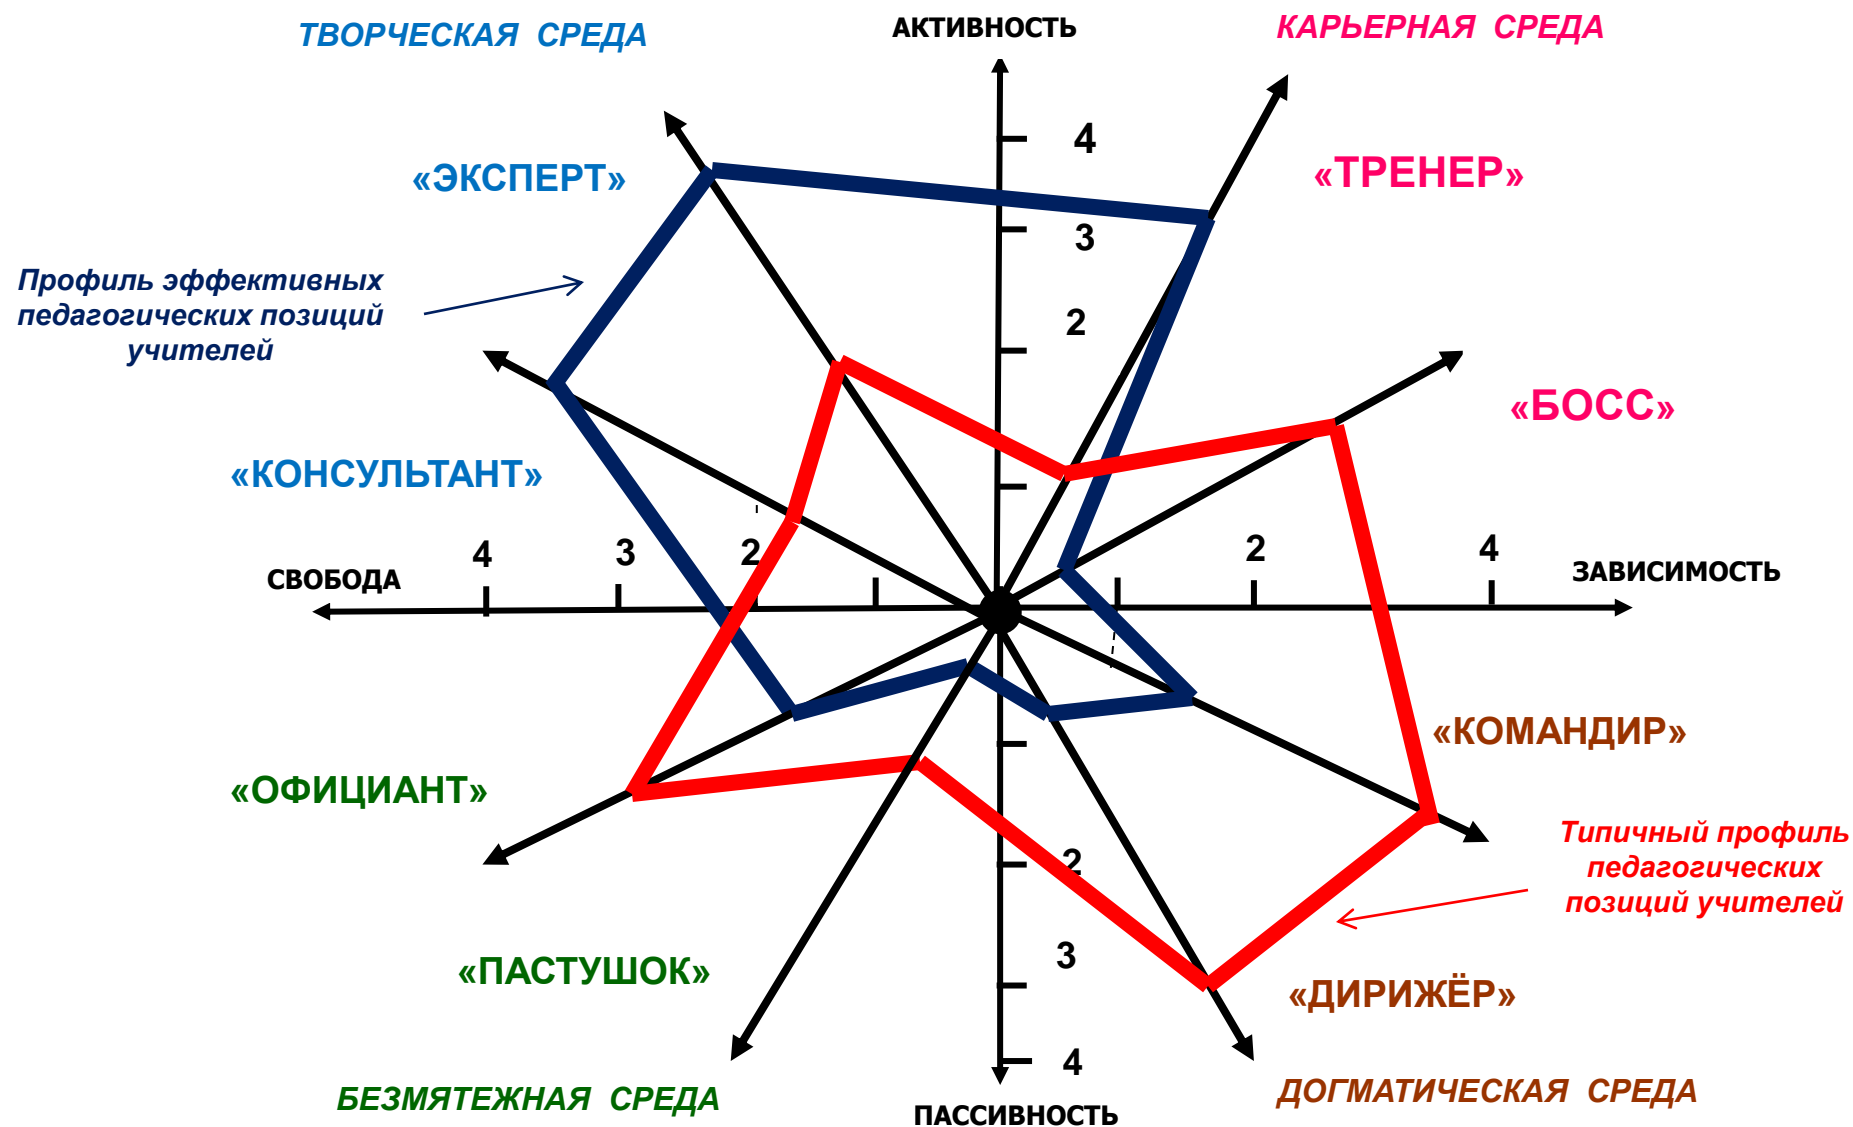 ТВОРЧЕСКАЯ СРЕДА
АКТИВНОСТЬ
КАРЬЕРНАЯ СРЕДА
4
«ЭКСПЕРТ»
«ТРЕНЕР»
3
Профиль эффективных
педагогических позиций
учителей
2
«БОСС»
«КОНСУЛЬТАНТ»
4
3
2
2
4
СВОБОДА
ЗАВИСИМОСТЬ
«КОМАНДИР»
«ОФИЦИАНТ»
Типичный профиль
педагогических
позиций учителей
2
3
«ПАСТУШОК»
«ДИРИЖЁР»
4
БЕЗМЯТЕЖНАЯ СРЕДА
ПАССИВНОСТЬ
ДОГМАТИЧЕСКАЯ СРЕДА